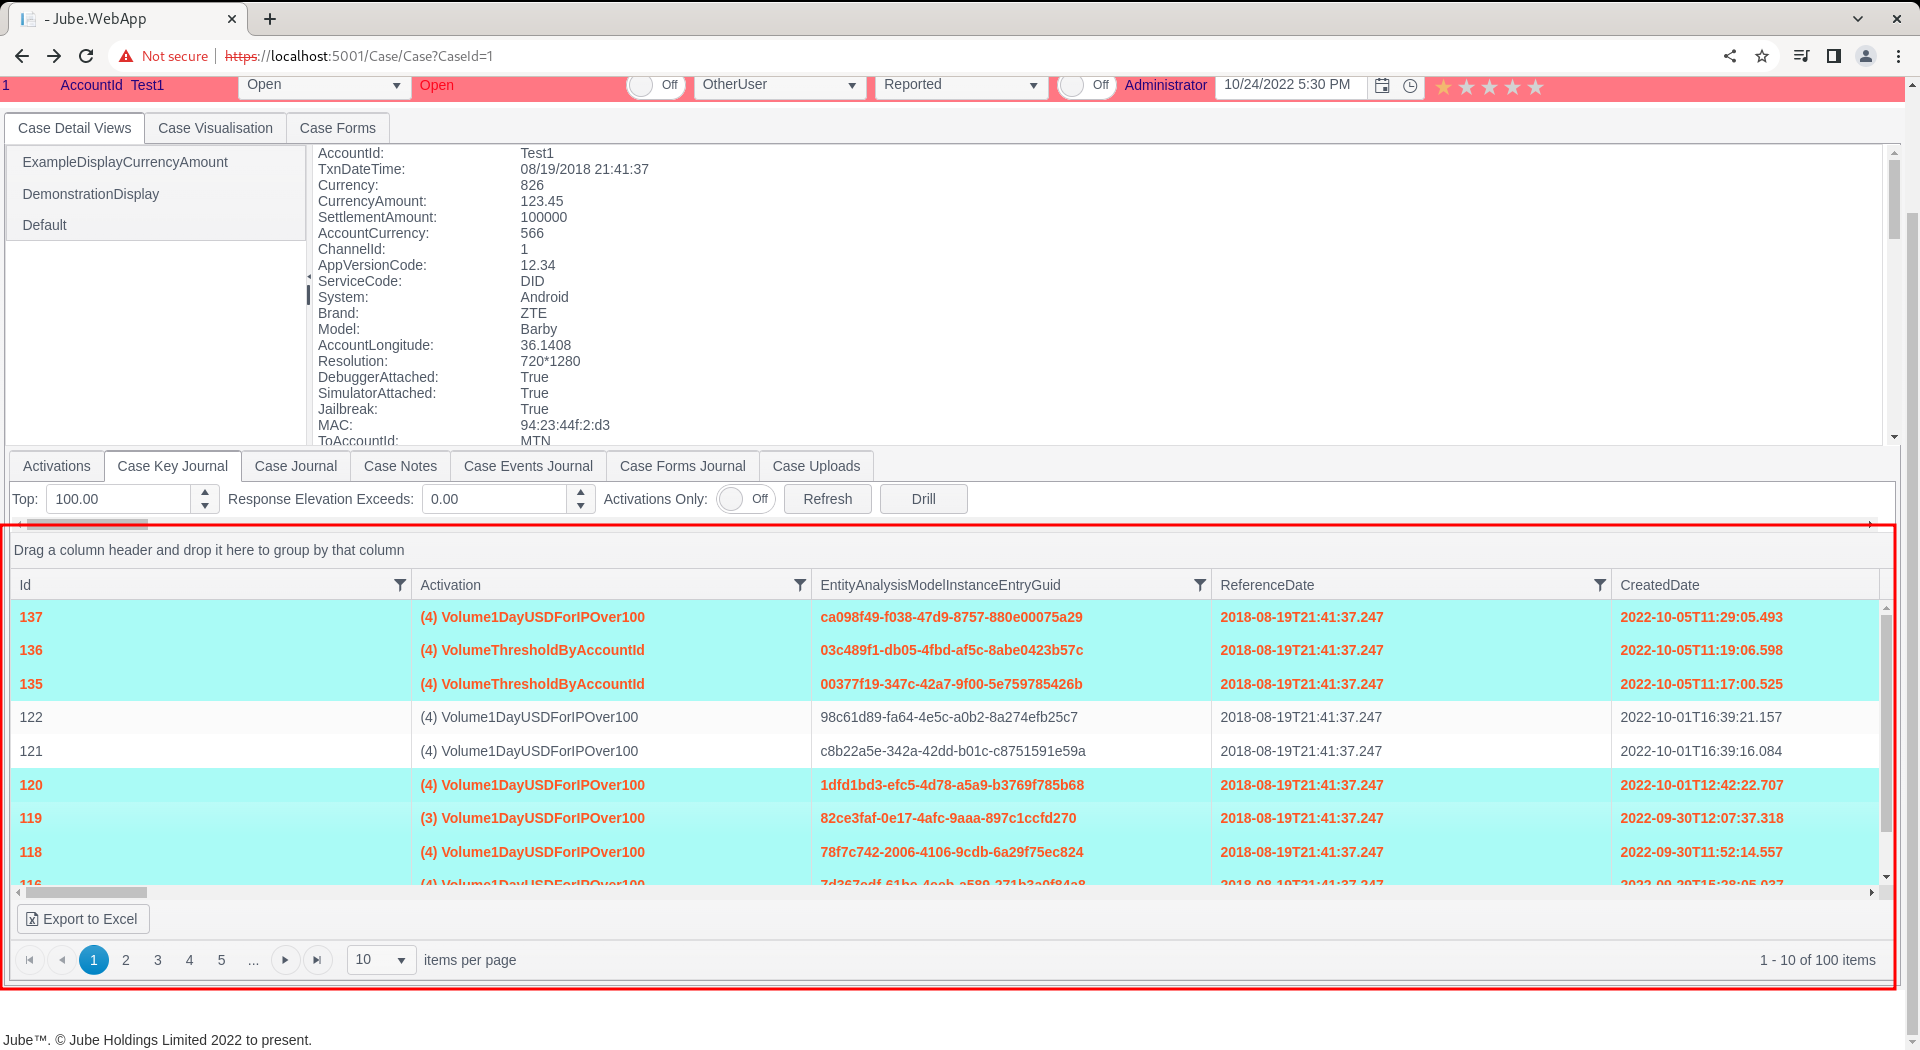 - Jube.WebApp
Not secure https://localhost:5001/Case/Case?CaseId=1
1 AccountId Test1 Open Open Off OtherUser Reported Off Administrator 10/24/2022 5:30 PM
Case Detail Views Case Visualisation Case Forms
ExampleDisplayCurrencyAmount
DemonstrationDisplay
Default
AccountId: Test1
TxnDateTime: 08/19/2018 21:41:37
Currency: 826
CurrencyAmount: 123.45
SettlementAmount: 100000
AccountCurrency: 566
ChannelId: 1
AppVersionCode: 12.34
ServiceCode: DID
System: Android
Brand: ZTE
Model: Barby
AccountLongitude: 36.1408
Resolution: 720*1280
DebuggerAttached: True
SimulatorAttached: True
Jailbreak: True
MAC: 94:23:44f:2:d3
ToAccountId: MTN
Activations Case Key Journal Case Journal Case Notes Case Events Journal Case Forms Journal Case Uploads
Top: 100.00 Response Elevation Exceeds: 0.00 Activations Only: Off Refresh Drill
Drag a column header and drop it here to group by that column
Id Activation EntityAnalysisModelInstanceEntryGuid ReferenceDate CreatedDate
137 (4) Volume1DayUSDForIPOver100 ca098f49-f038-47d9-8757-880e00075a29 2018-08-19T21:41:37.247 2022-10-05T11:29:05.493
136 (4) VolumeThresholdByAccountId 03c489f1-db05-4fbd-af5c-8abe0423b57c 2018-08-19T21:41:37.247 2022-10-05T11:19:06.598
135 (4) VolumeThresholdByAccountId 00377f19-347c-42a7-9f00-5e759785426b 2018-08-19T21:41:37.247 2022-10-05T11:17:00.525
122 (4) Volume1DayUSDForIPOver100 98c61d89-fa64-4e5c-a0b2-8a274efb25c7 2018-08-19T21:41:37.247 2022-10-01T16:39:21.157
121 (4) Volume1DayUSDForIPOver100 c8b22a5e-342a-42dd-b01c-c8751591e59a 2018-08-19T21:41:37.247 2022-10-01T16:39:16.084
120 (4) Volume1DayUSDForIPOver100 1dfd1bd3-efc5-4d78-a5a9-b3769f785b68 2018-08-19T21:41:37.247 2022-10-01T12:42:22.707
119 (3) Volume1DayUSDForIPOver100 82ce3faf-0e17-4afc-9aaa-897c1ccfd270 2018-08-19T21:41:37.247 2022-09-30T12:07:37.318
118 (4) Volume1DayUSDForIPOver100 78f7c742-2006-4106-9cdb-6a29f75ec824 2018-08-19T21:41:37.247 2022-09-30T11:52:14.557
116 (4) Volume1DayUSDForIPOver100 2018-08-19T21:41:37.247
Export to Excel
1 2 3 4 5 ... 10 items per page 1 - 10 of 100 items
Jube™. © Jube Holdings Limited 2022 to present.